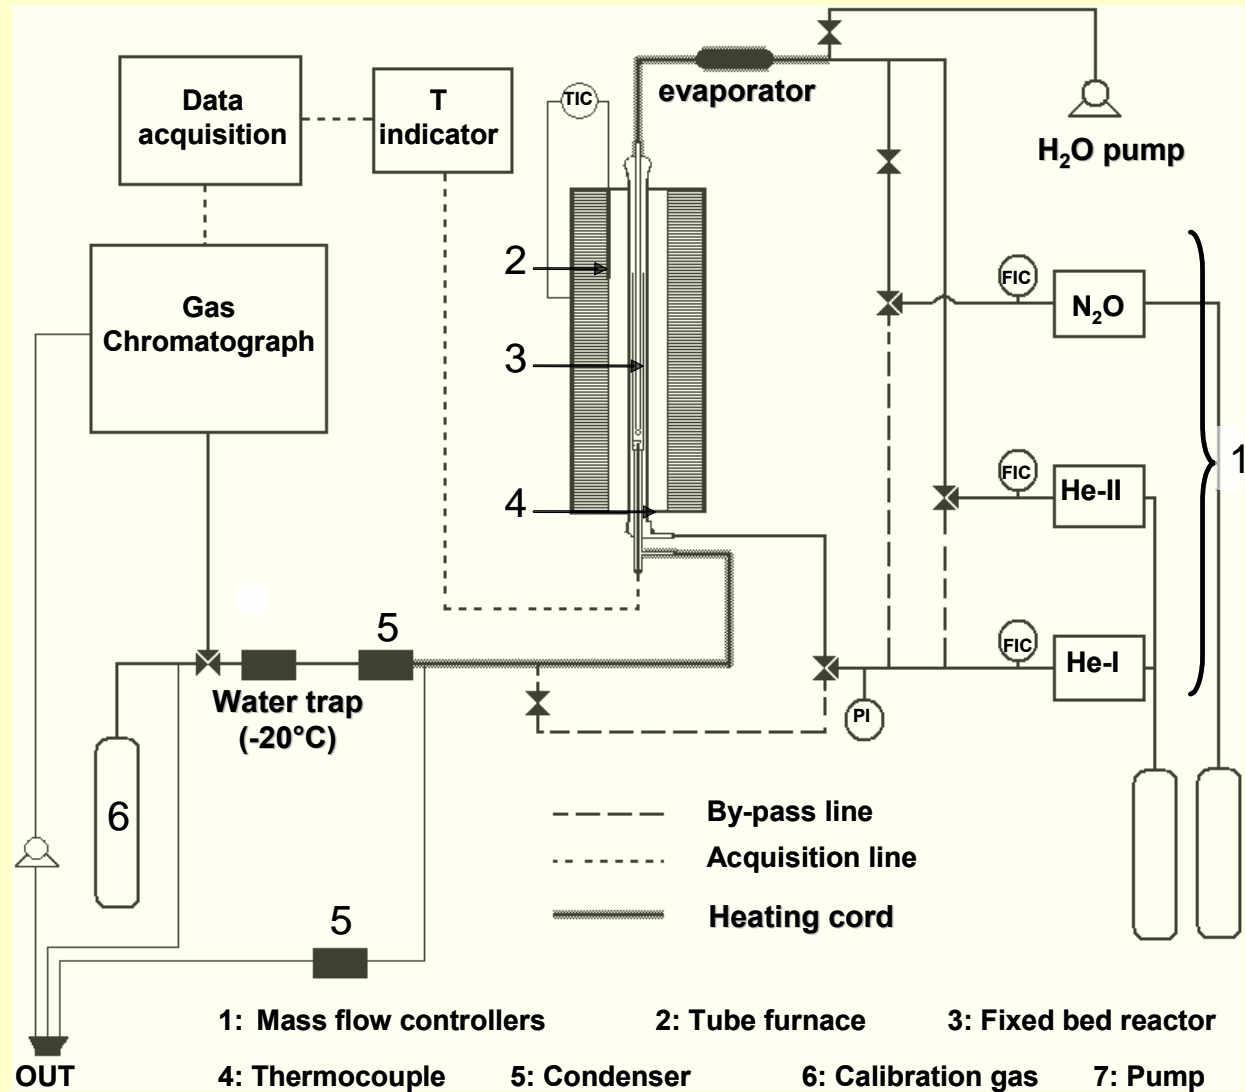 Data
acquisition
T
indicator
TIC
evaporator
H₂O pump
2
FIC
N₂O
Gas
Chromatograph
3
1
FIC
He-II
4
5
FIC
He-I
Water trap
(-20°C)
PI
6
By-pass line
Acquisition line
Heating cord
5
1: Mass flow controllers 2: Tube furnace 3: Fixed bed reactor
OUT 4: Thermocouple 5: Condenser 6: Calibration gas 7: Pump